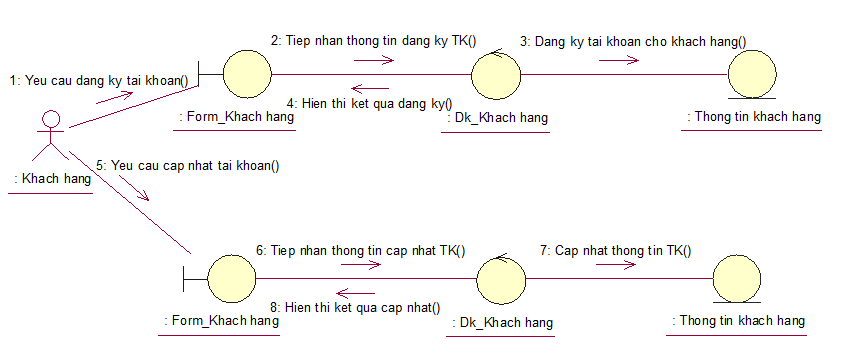 2: Tiep nhan thong tin dang ky TK()
3: Dang ky tai khoan cho khach hang()
1: Yeu cau dang ky tai khoan()
4: Hien thi ket qua dang ky()
: Form_Khach hang
: Dk_Khach hang
: Thong tin khach hang
5: Yeu cau cap nhat tai khoan()
: Khach hang
6: Tiep nhan thong tin cap nhat TK()
7: Cap nhat thong tin TK()
8: Hien thi ket qua cap nhat()
: Form_Khach hang
: Dk_Khach hang
: Thong tin khach hang